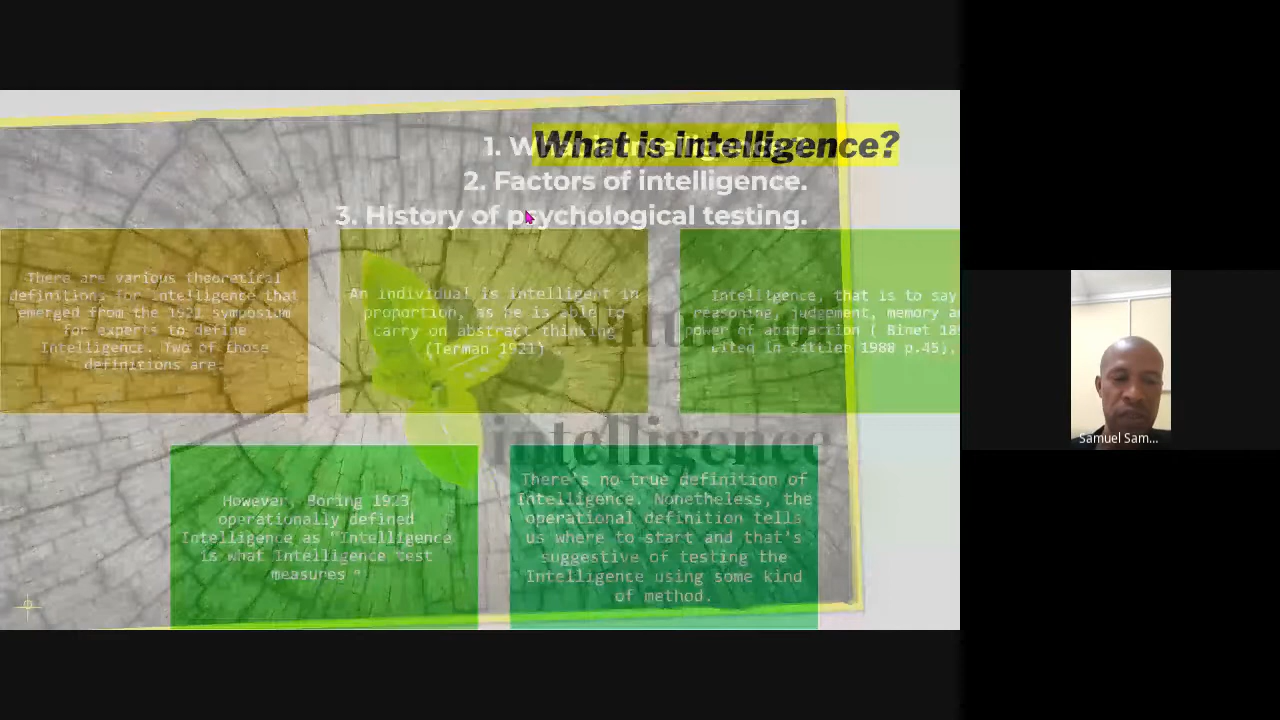 What is intelligence?
1. What is intelligence?
2. Factors of intelligence.
3. History of psychological testing.
There are various theoretical
definitions for Intelligence that
emerged from the 1921 symposium
for experts to define
Intelligence. Two of those
definitions are.
An individual is intelligent in
proportion, as he is able to
carry on abstract thinking
(Terman 1921)
Intelligence, that is to say
reasoning, judgement, memory
power of abstraction ( Binet
cited in Sattler 1988 p.45),
intelligence
However, Boring 1923
operationally defined
Intelligence as "Intelligence
is what Intelligence test
measures "
There's no true definition of
Intelligence. Nonetheless, the
operational definition tells
us where to start and that's
suggestive of testing the
Intelligence using some kind
of method.
Samuel Sam...